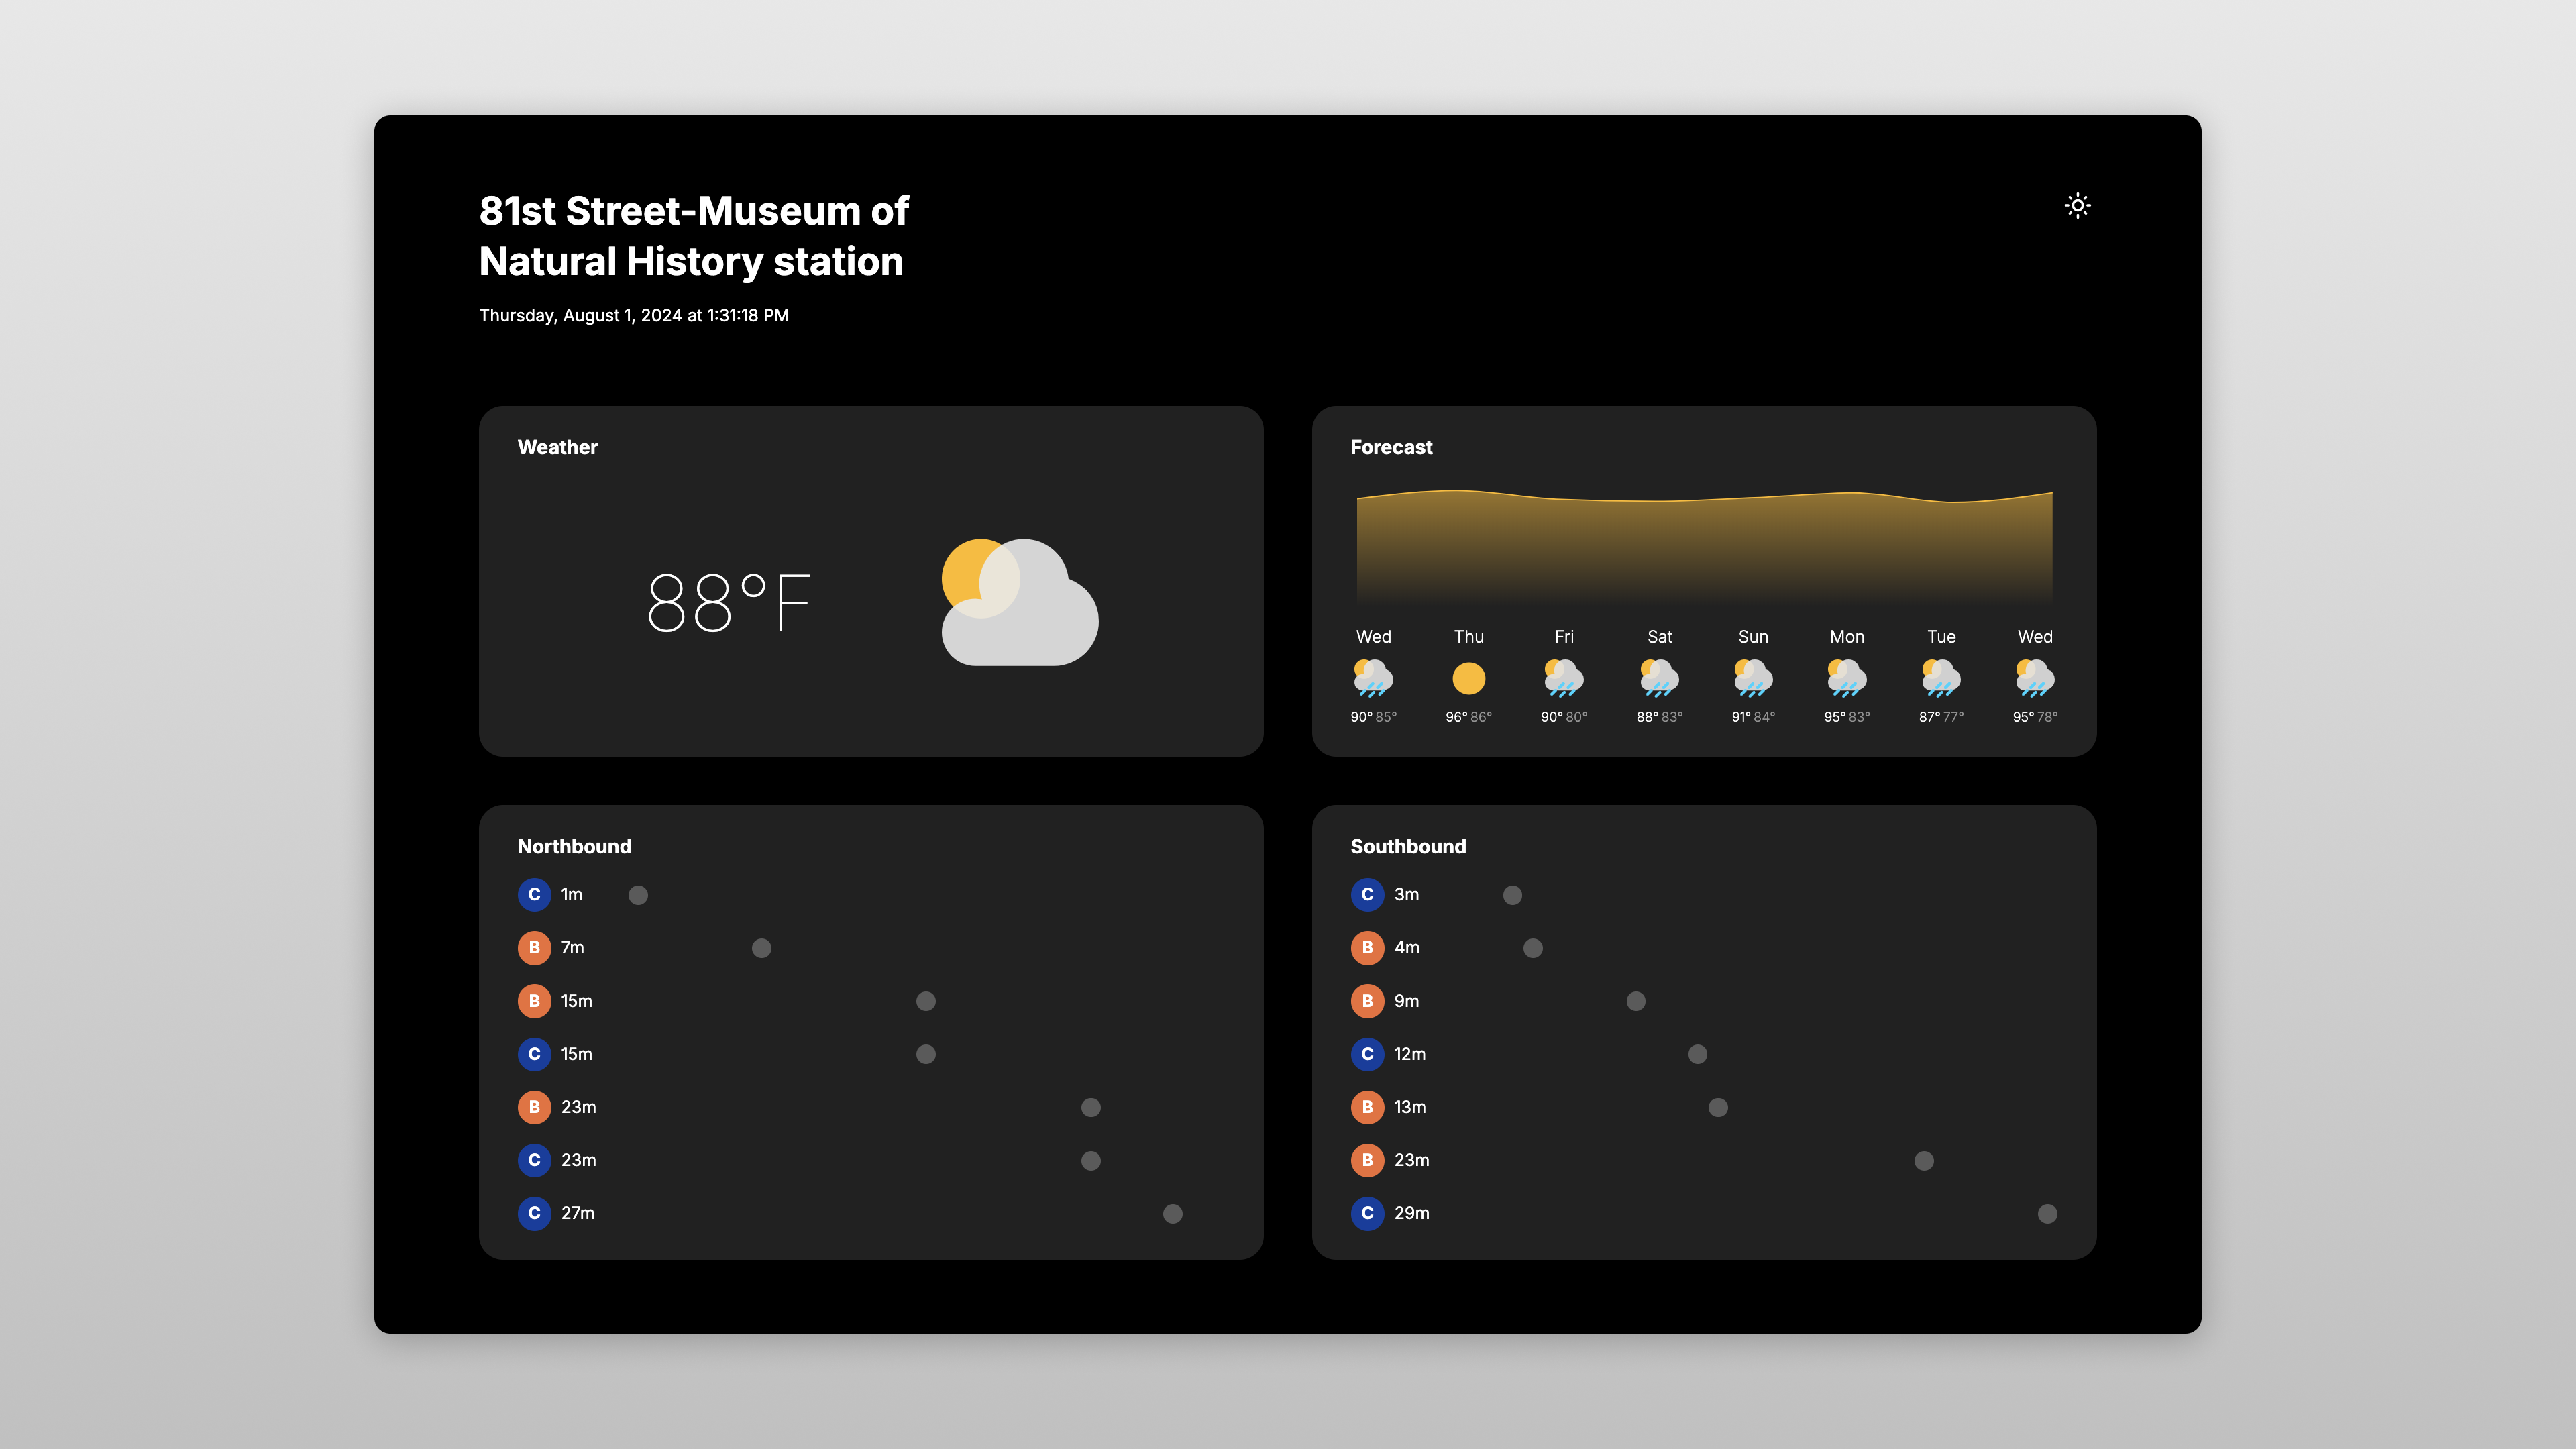 81st Street-Museum of
Natural History station
Thursday, August 1, 2024 at 1:31:18 PM
Weather
88°F
Forecast
Wed Thu Fri Sat Sun Mon Tue Wed
90° 85° 96° 86° 90° 80° 88° 83° 91° 84° 95° 83° 87° 77° 95° 78°
Northbound
C 1m
B 7m
B 15m
C 15m
B 23m
C 23m
C 27m
Southbound
C 3m
B 4m
B 9m
C 12m
B 13m
B 23m
C 29m